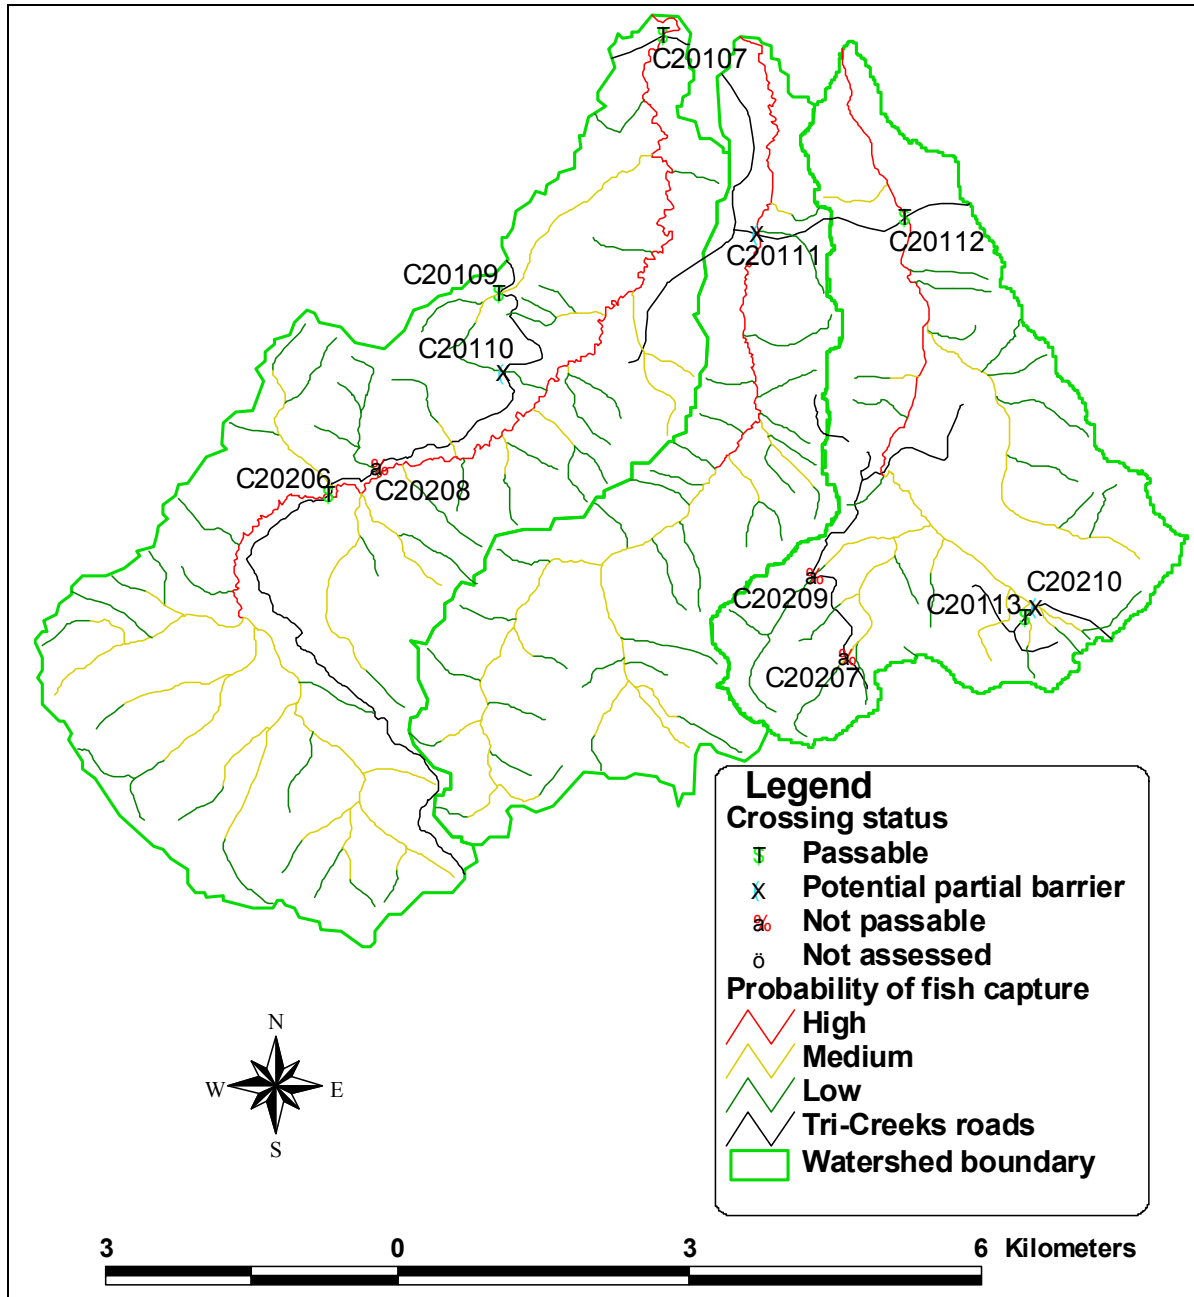 C20107
C20111
C20112
C20109
C20110
C20206
C20208
C20209
C20210
C20113
C20207
Legend
Crossing status
Passable
Potential partial barrier
Not passable
Not assessed
Probability of fish capture
High
Medium
Low
Tri-Creeks roads
Watershed boundary
N
W E
S
3 0 3 6 Kilometers